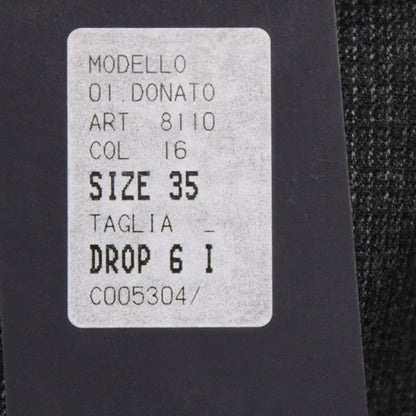 MODELLO
01.DONATO
ART 8110
COL 16
SIZE 35
TAGLIA _
DROP 6 I
C005304/